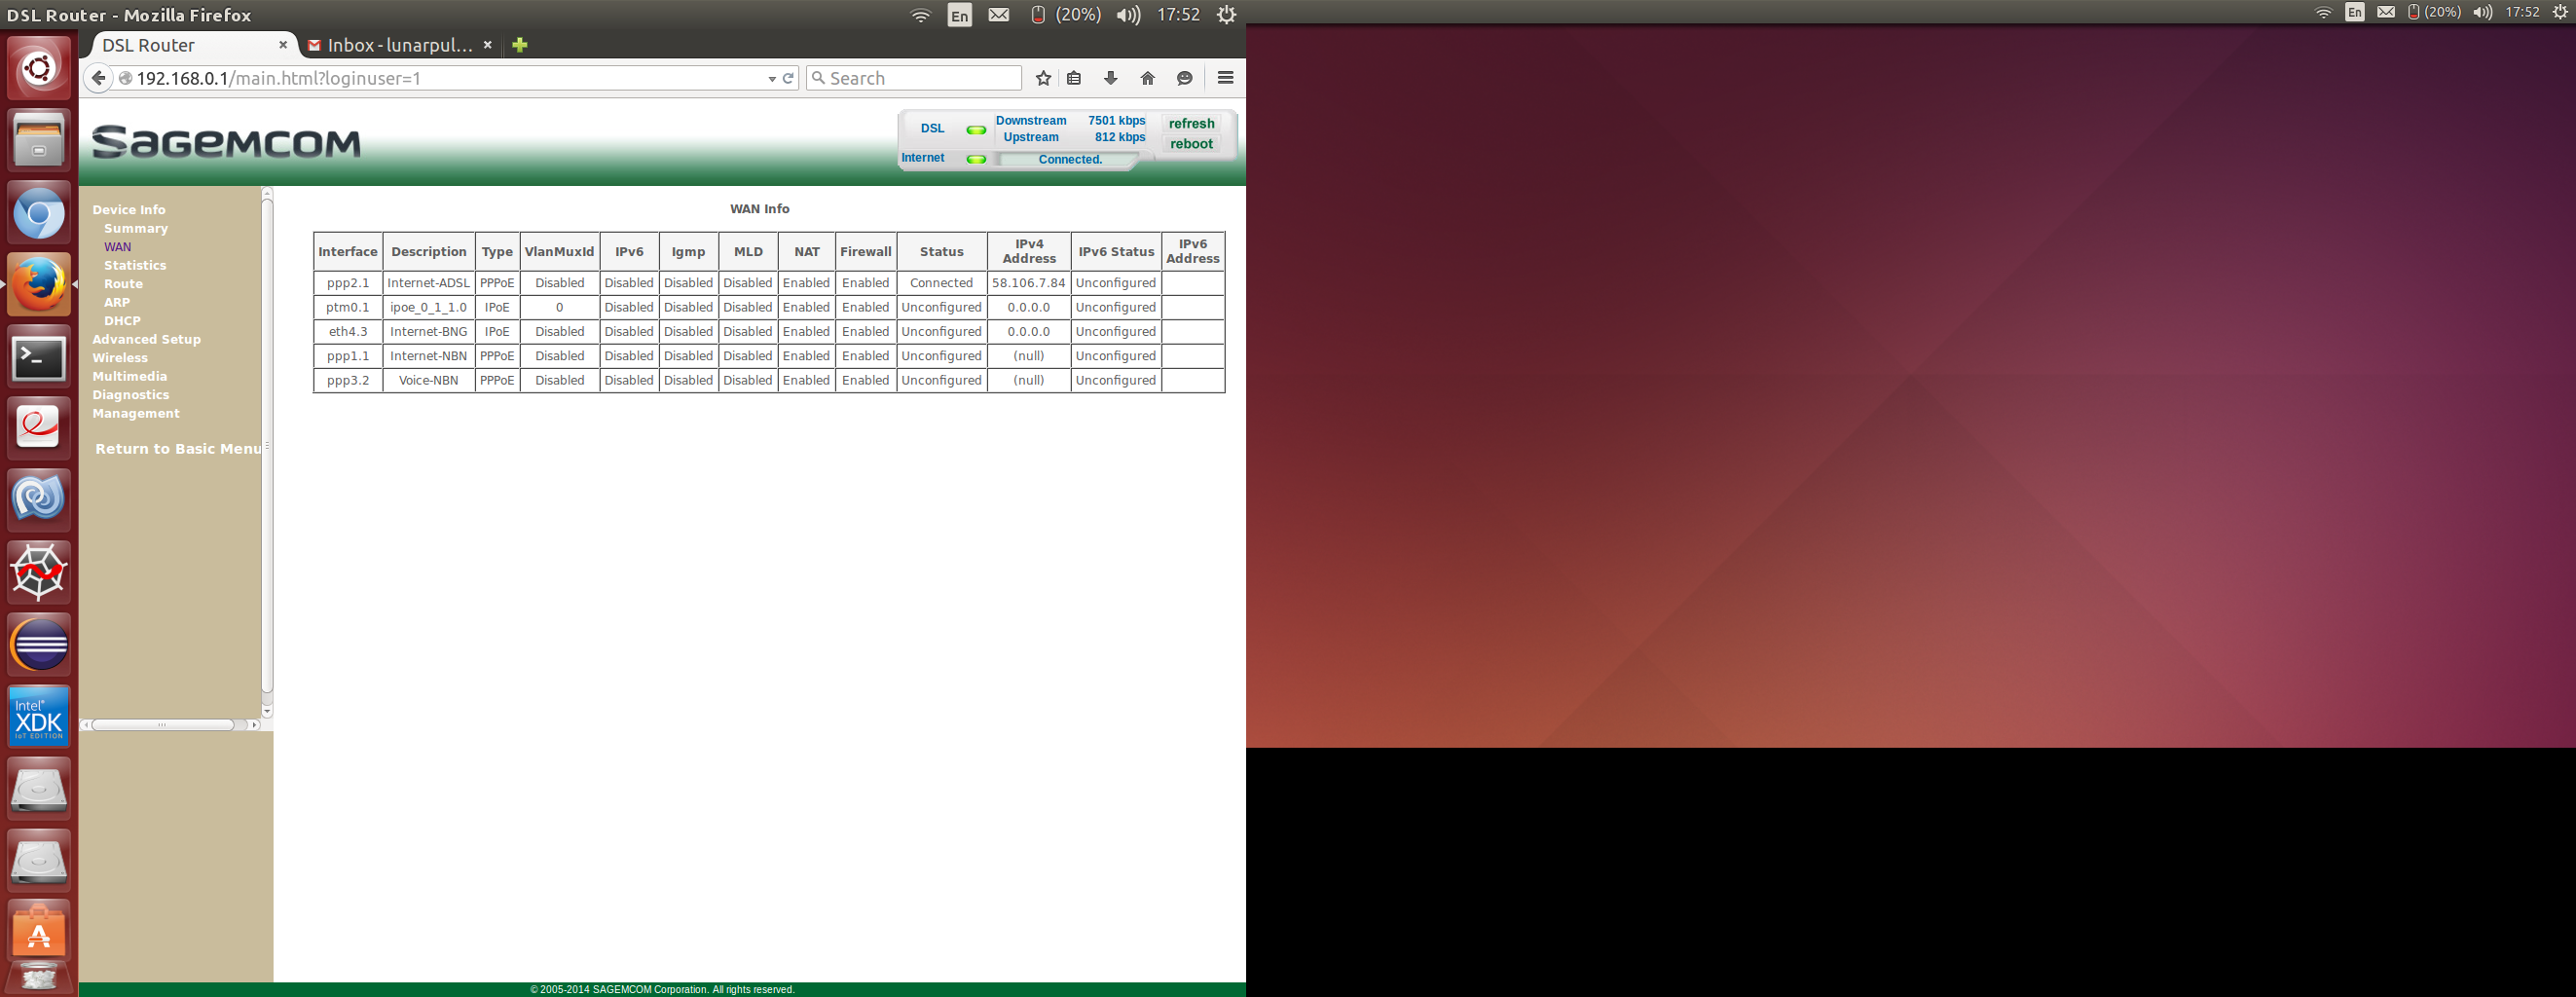 DSL Router - Mozilla Firefox
En (20%) 17:52
En (20%) 17:52
DSL Router Inbox - lunarpul...
192.168.0.1/main.html?loginuser=1 Search
Sagemcom
DSL Downstream 7501 kbps refresh
Upstream 812 kbps reboot
Internet Connected.
Device Info
Summary
WAN
Statistics
Route
ARP
DHCP
Advanced Setup
Wireless
Multimedia
Diagnostics
Management
Return to Basic Menu
WAN Info
Interface Description Type VlanMuxId IPv6 Igmp MLD NAT Firewall Status IPv4 Address IPv6 Status IPv6 Address
ppp2.1 Internet-ADSL PPPoE Disabled Disabled Disabled Disabled Enabled Enabled Connected 58.106.7.84 Unconfigured
ptm0.1 ipoe_0_1_1.0 IPoE 0 Disabled Disabled Disabled Enabled Enabled Unconfigured 0.0.0.0 Unconfigured
eth4.3 Internet-BNG IPoE Disabled Disabled Disabled Disabled Enabled Enabled Unconfigured 0.0.0.0 Unconfigured
ppp1.1 Internet-NBN PPPoE Disabled Disabled Disabled Disabled Enabled Enabled Unconfigured (null) Unconfigured
ppp3.2 Voice-NBN PPPoE Disabled Disabled Disabled Disabled Enabled Enabled Unconfigured (null) Unconfigured
Intel®
XDK
IoT EDITION
© 2005-2014 SAGEMCOM Corporation. All rights reserved.